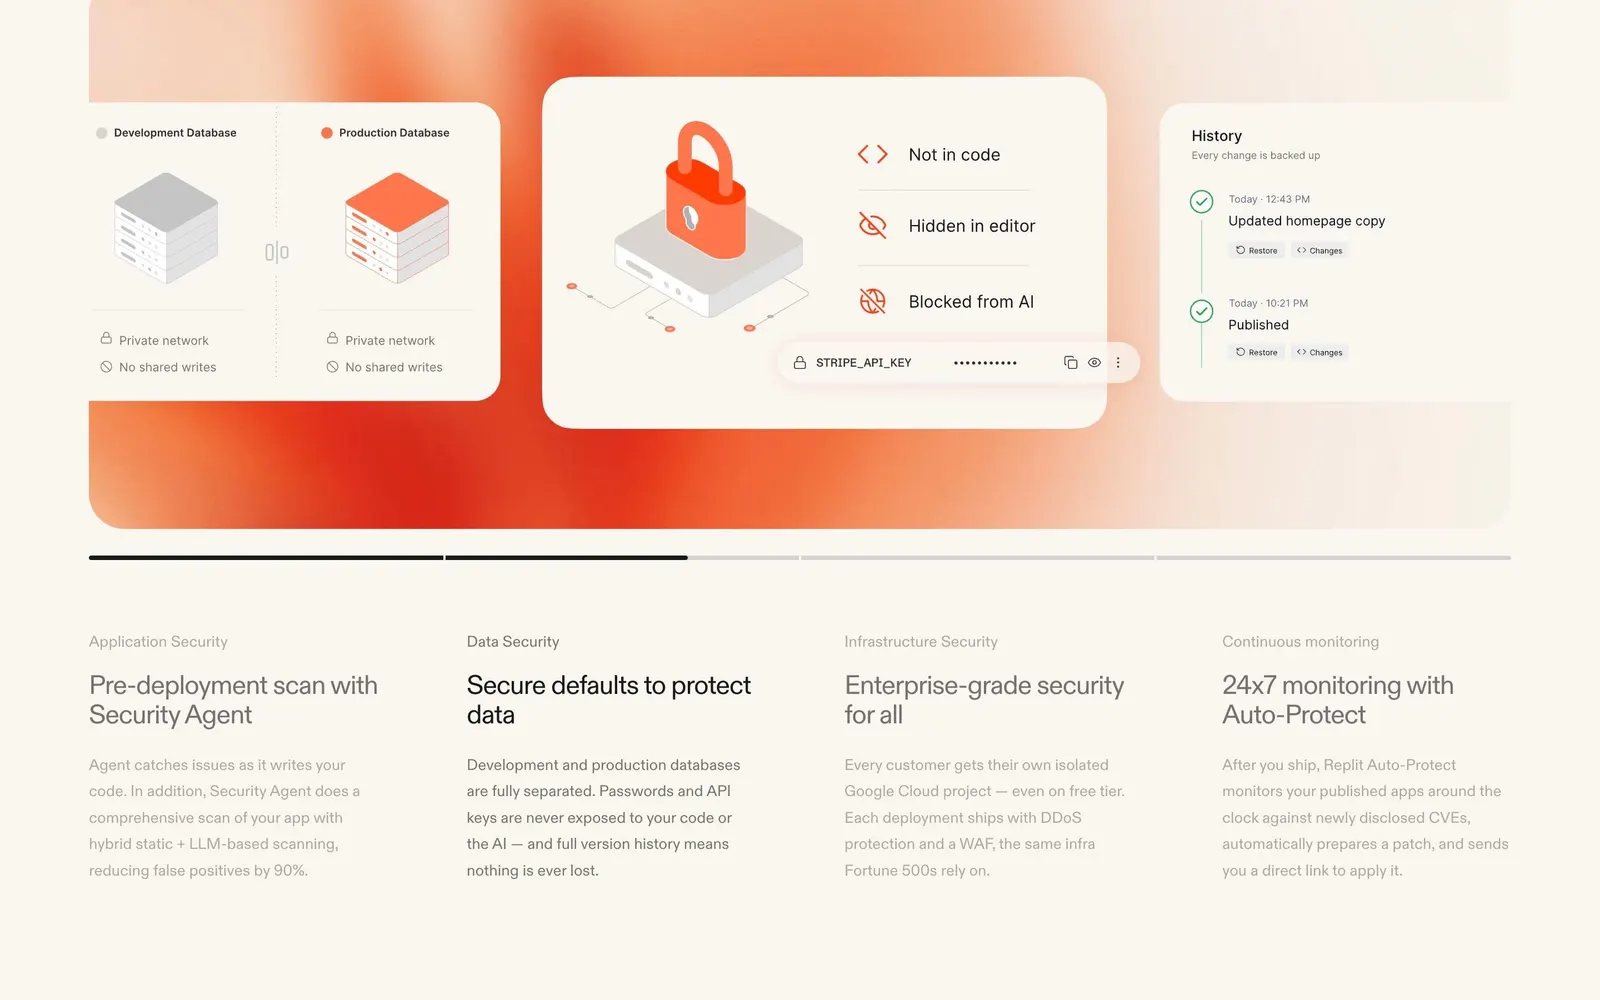 Development Database
Production Database
Private network
No shared writes
Private network
No shared writes
Not in code
Hidden in editor
Blocked from AI
STRIPE_API_KEY •••••••••••
History
Every change is backed up
Today · 12:43 PM
Updated homepage copy
Restore
Changes
Today · 10:21 PM
Published
Restore
Changes
Application Security
Pre-deployment scan with
Security Agent
Agent catches issues as it writes your
code. In addition, Security Agent does a
comprehensive scan of your app with
hybrid static + LLM-based scanning,
reducing false positives by 90%.
Data Security
Secure defaults to protect
data
Development and production databases
are fully separated. Passwords and API
keys are never exposed to your code or
the AI — and full version history means
nothing is ever lost.
Infrastructure Security
Enterprise-grade security
for all
Every customer gets their own isolated
Google Cloud project — even on free tier.
Each deployment ships with DDoS
protection and a WAF, the same infra
Fortune 500s rely on.
Continuous monitoring
24x7 monitoring with
Auto-Protect
After you ship, Replit Auto-Protect
monitors your published apps around the
clock against newly disclosed CVEs,
automatically prepares a patch, and sends
you a direct link to apply it.